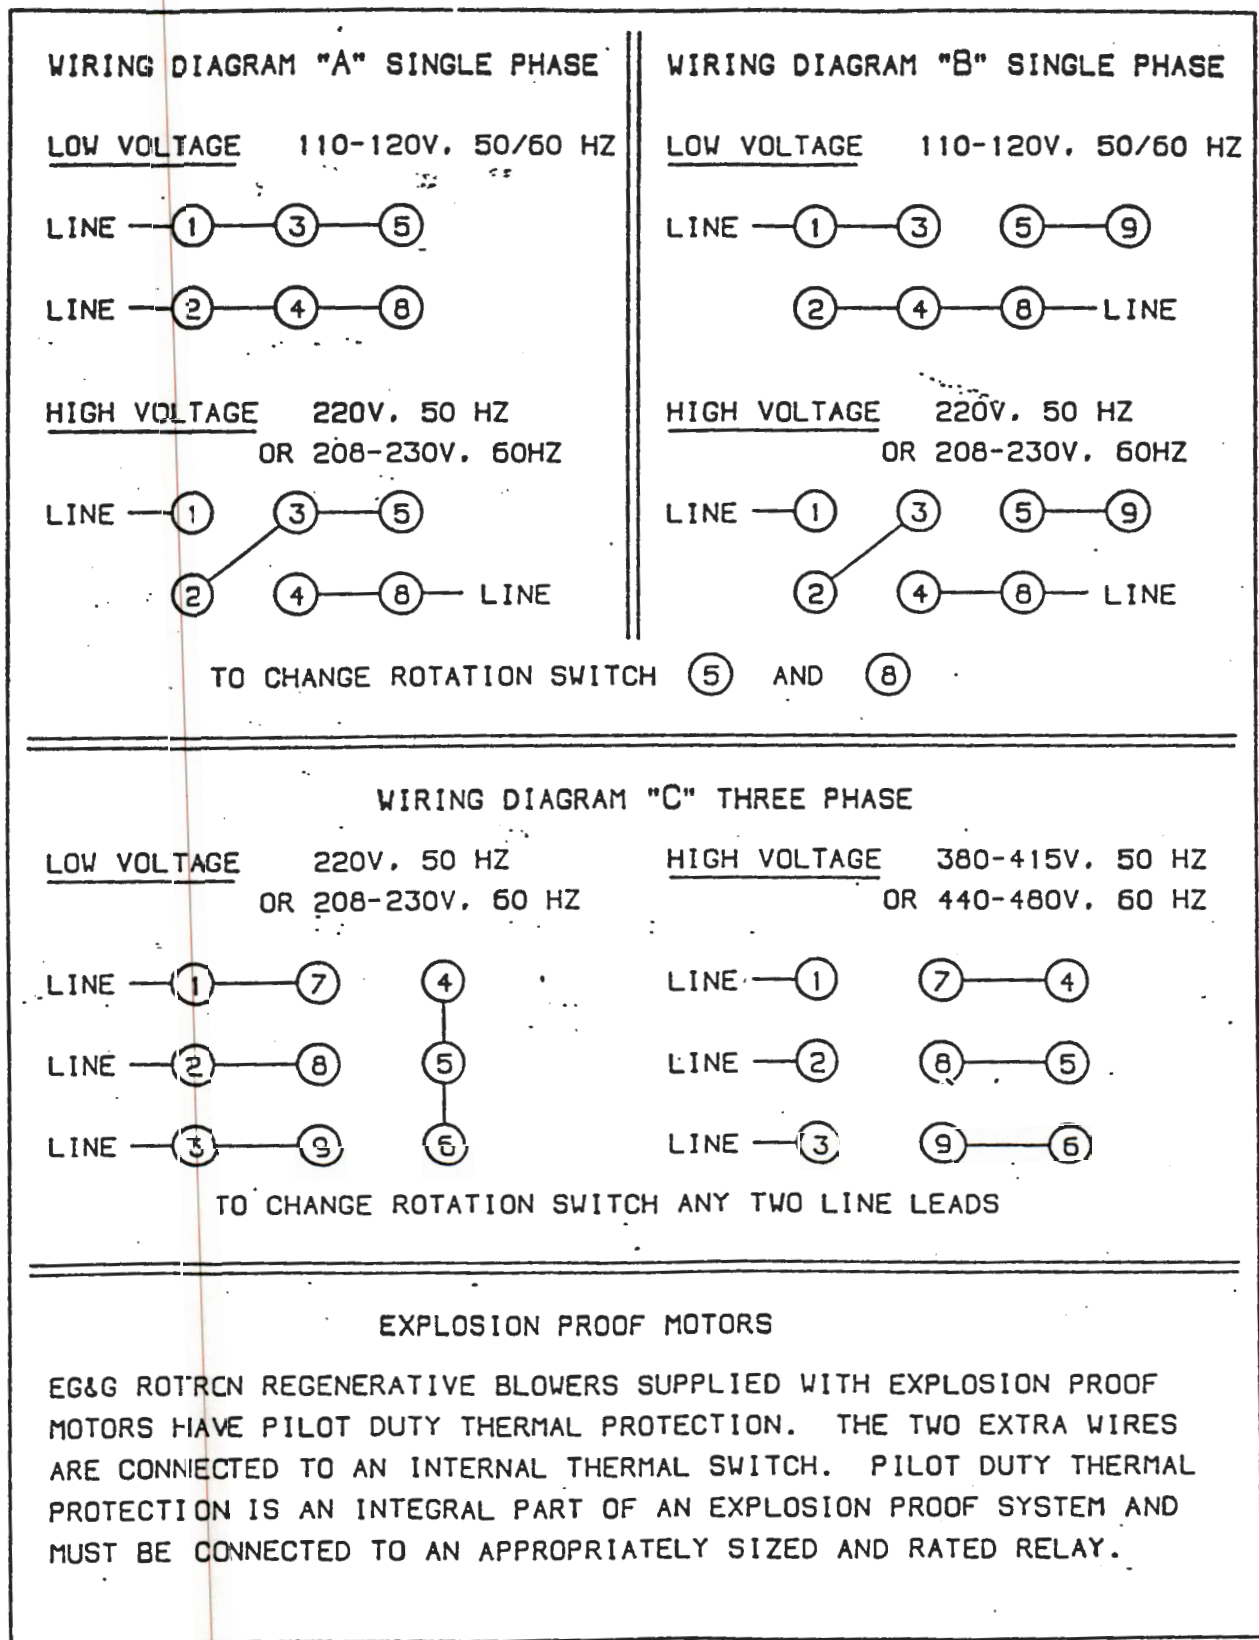 WIRING DIAGRAM "A" SINGLE PHASE
LOW VOLTAGE 110-120V. 50/60 HZ
LINE 1 3 5
LINE 2 4 8
HIGH VOLTAGE 220V. 50 HZ
OR 208-230V. 60HZ
LINE 1 3 5
2 4 8 LINE
WIRING DIAGRAM "B" SINGLE PHASE
LOW VOLTAGE 110-120V. 50/60 HZ
LINE 1 3 5 9
2 4 8 LINE
HIGH VOLTAGE 220V. 50 HZ
OR 208-230V. 60HZ
LINE 1 3 5 9
2 4 8 LINE
TO CHANGE ROTATION SWITCH 5 AND 8
WIRING DIAGRAM "C" THREE PHASE
LOW VOLTAGE 220V. 50 HZ
OR 208-230V. 60 HZ
LINE 1 7 4
LINE 2 8 5
LINE 3 9 6
HIGH VOLTAGE 380-415V. 50 HZ
OR 440-480V. 60 HZ
LINE 1 7 4
LINE 2 8 5
LINE 3 9 6
TO CHANGE ROTATION SWITCH ANY TWO LINE LEADS
EXPLOSION PROOF MOTORS
EG&G ROTRON REGENERATIVE BLOWERS SUPPLIED WITH EXPLOSION PROOF
MOTORS HAVE PILOT DUTY THERMAL PROTECTION. THE TWO EXTRA WIRES
ARE CONNECTED TO AN INTERNAL THERMAL SWITCH. PILOT DUTY THERMAL
PROTECTION IS AN INTEGRAL PART OF AN EXPLOSION PROOF SYSTEM AND
MUST BE CONNECTED TO AN APPROPRIATELY SIZED AND RATED RELAY.